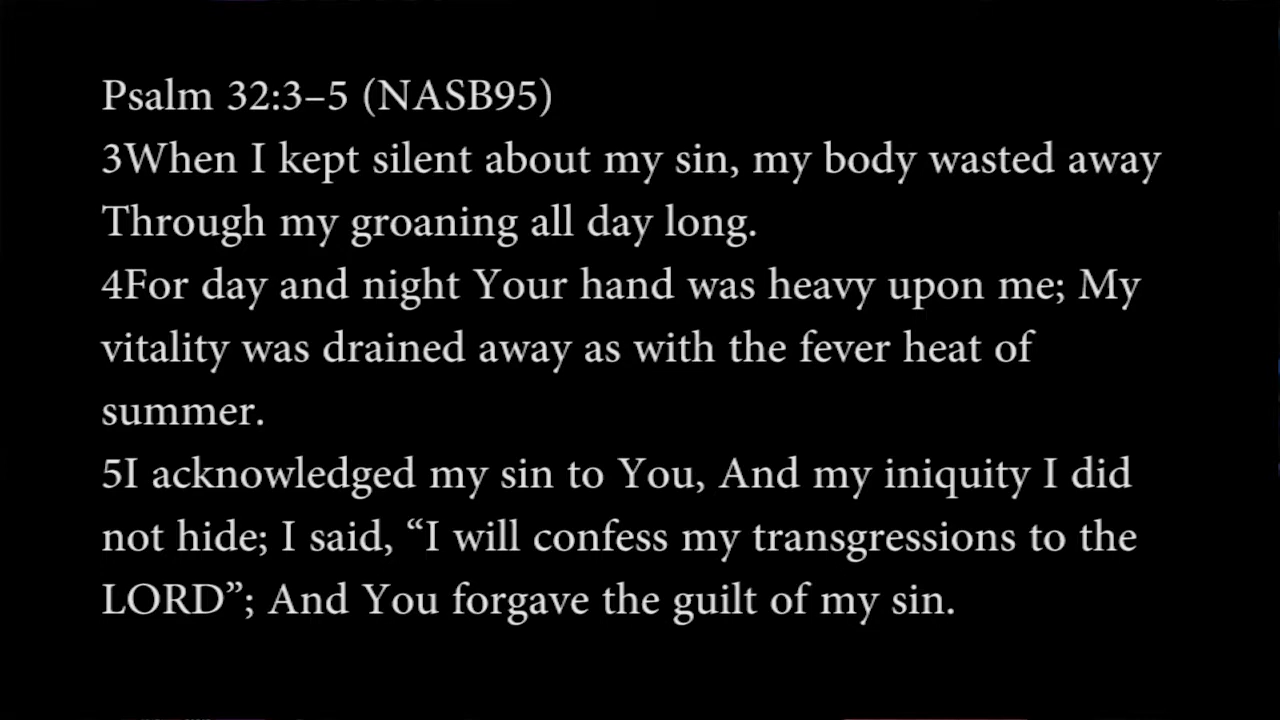 Psalm 32:3–5 (NASB95)
3When I kept silent about my sin, my body wasted away
Through my groaning all day long.
4For day and night Your hand was heavy upon me; My
vitality was drained away as with the fever heat of
summer.
5I acknowledged my sin to You, And my iniquity I did
not hide; I said, “I will confess my transgressions to the
LORD”; And You forgave the guilt of my sin.